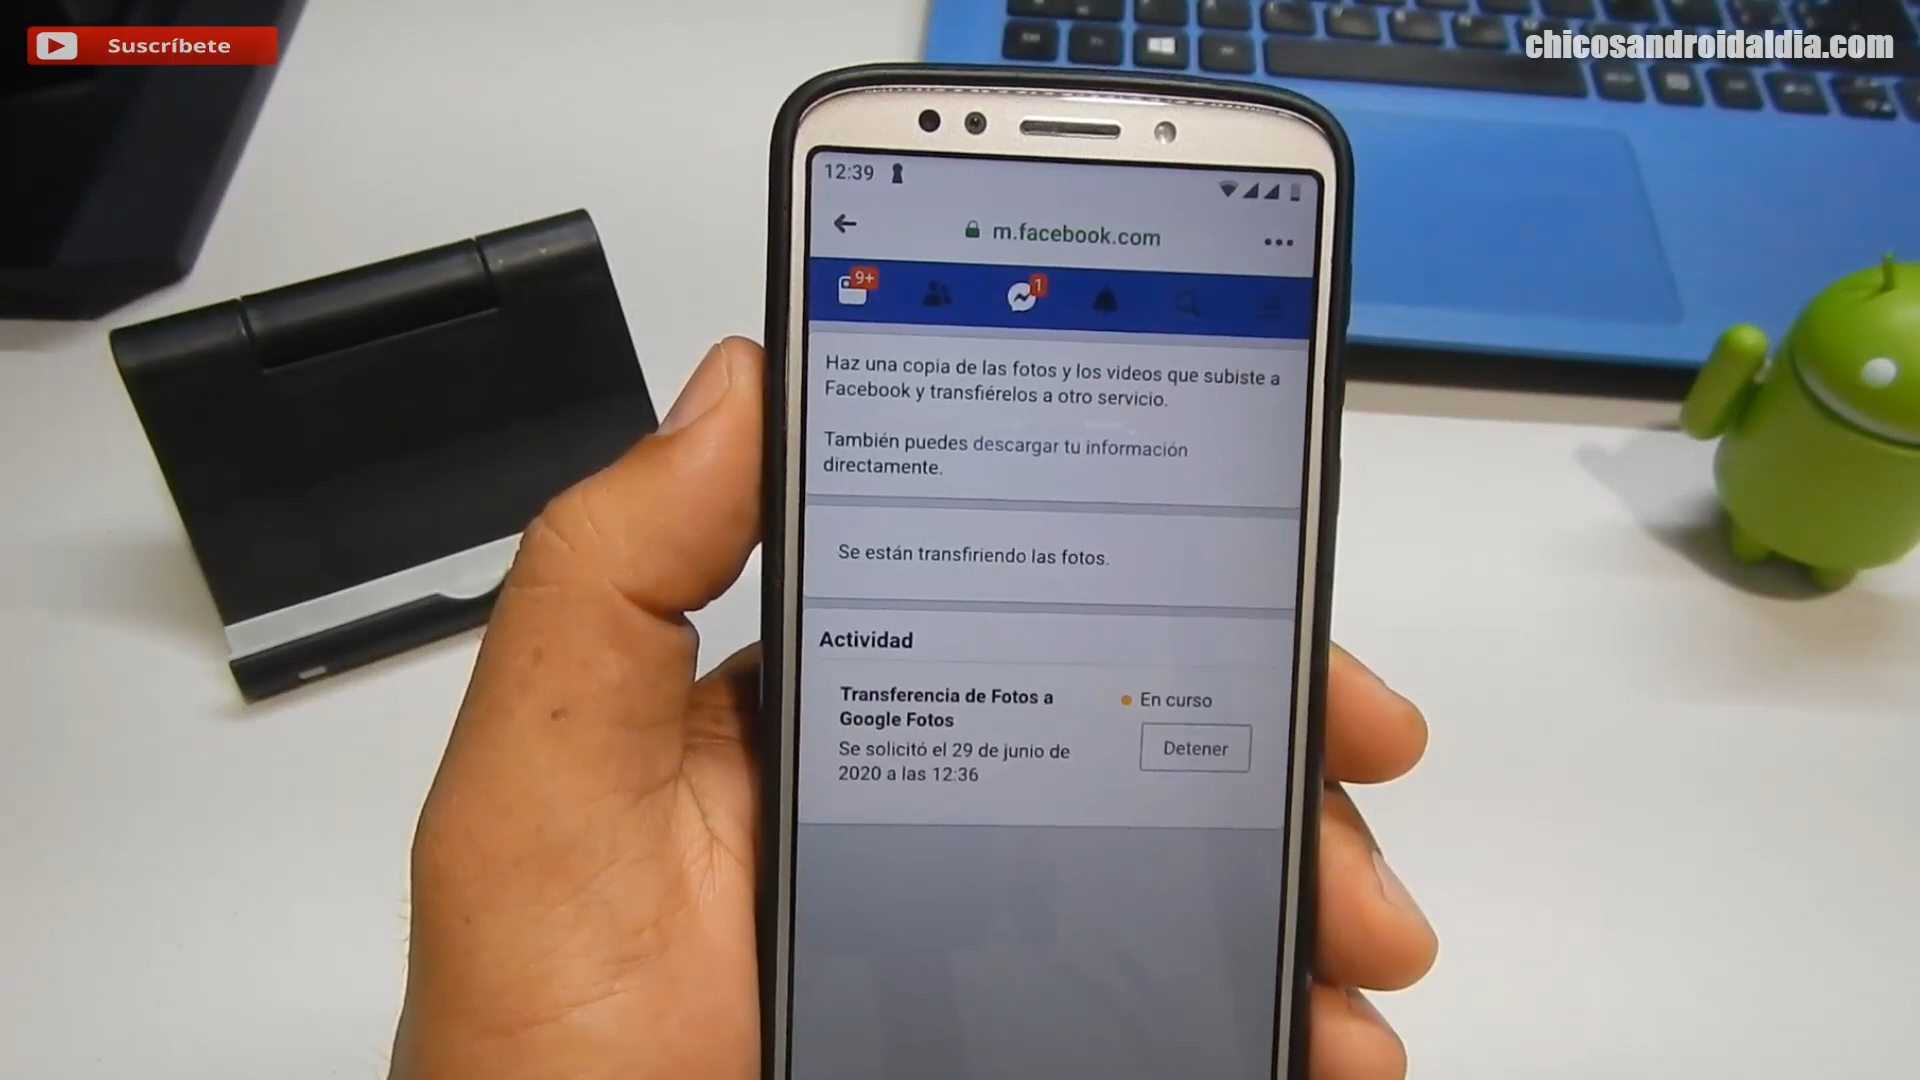 Suscríbete
chicosandroidaldia.com
12:39
m.facebook.com
9+
1
Haz una copia de las fotos y los videos que subiste a
Facebook y transfiérelos a otro servicio.
También puedes descargar tu información
directamente.
Se están transfiriendo las fotos.
Actividad
Transferencia de Fotos a
Google Fotos
En curso
Se solicitó el 29 de junio de
2020 a las 12:36
Detener